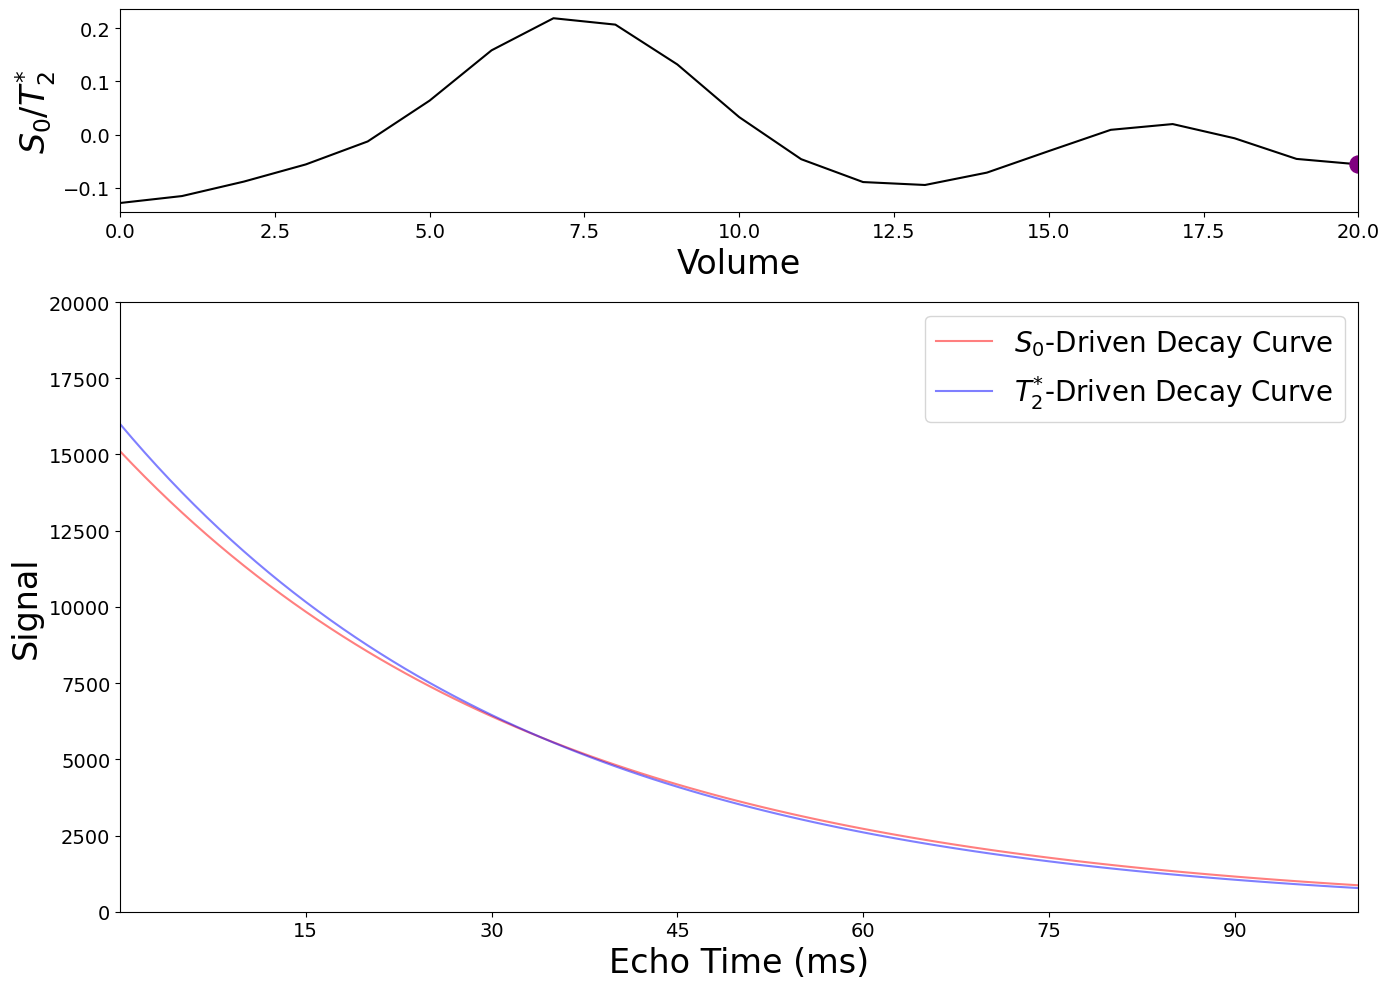 S₀/T₂*
0.2
0.1
0.0
−0.1
0.0 2.5 5.0 7.5 10.0 12.5 15.0 17.5 20.0
Volume
Signal
20000
17500
15000
12500
10000
7500
5000
2500
0
S₀-Driven Decay Curve
T₂*-Driven Decay Curve
15 30 45 60 75 90
Echo Time (ms)